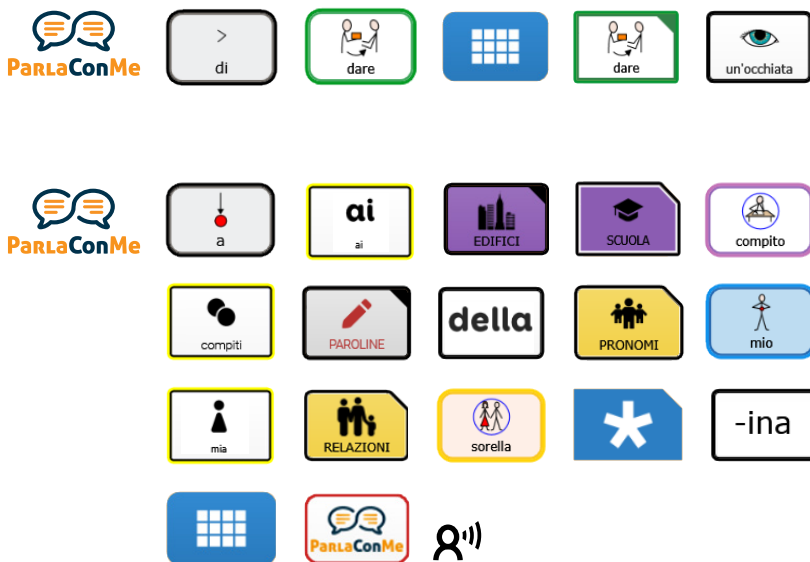 PARLACONME > di dare dare un'occhiata
PARLACONME a ai ai EDIFICI SCUOLA compito
compiti PAROLINE della PRONOMI mio
mia RELAZIONI sorella * -ina
PARLACONME